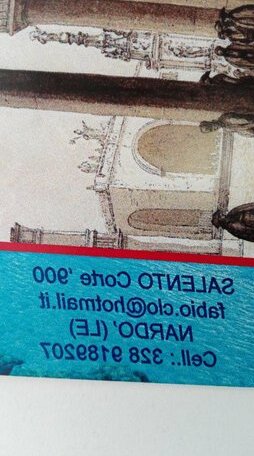 SALENTO Corte '900
fabio.clo@hotmail.it
NARDO' (LE)
Cell.: 328 9189207